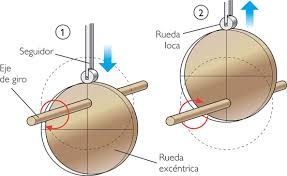 1
Seguidor
Eje
de giro
2
Rueda
loca
Rueda
excéntrica